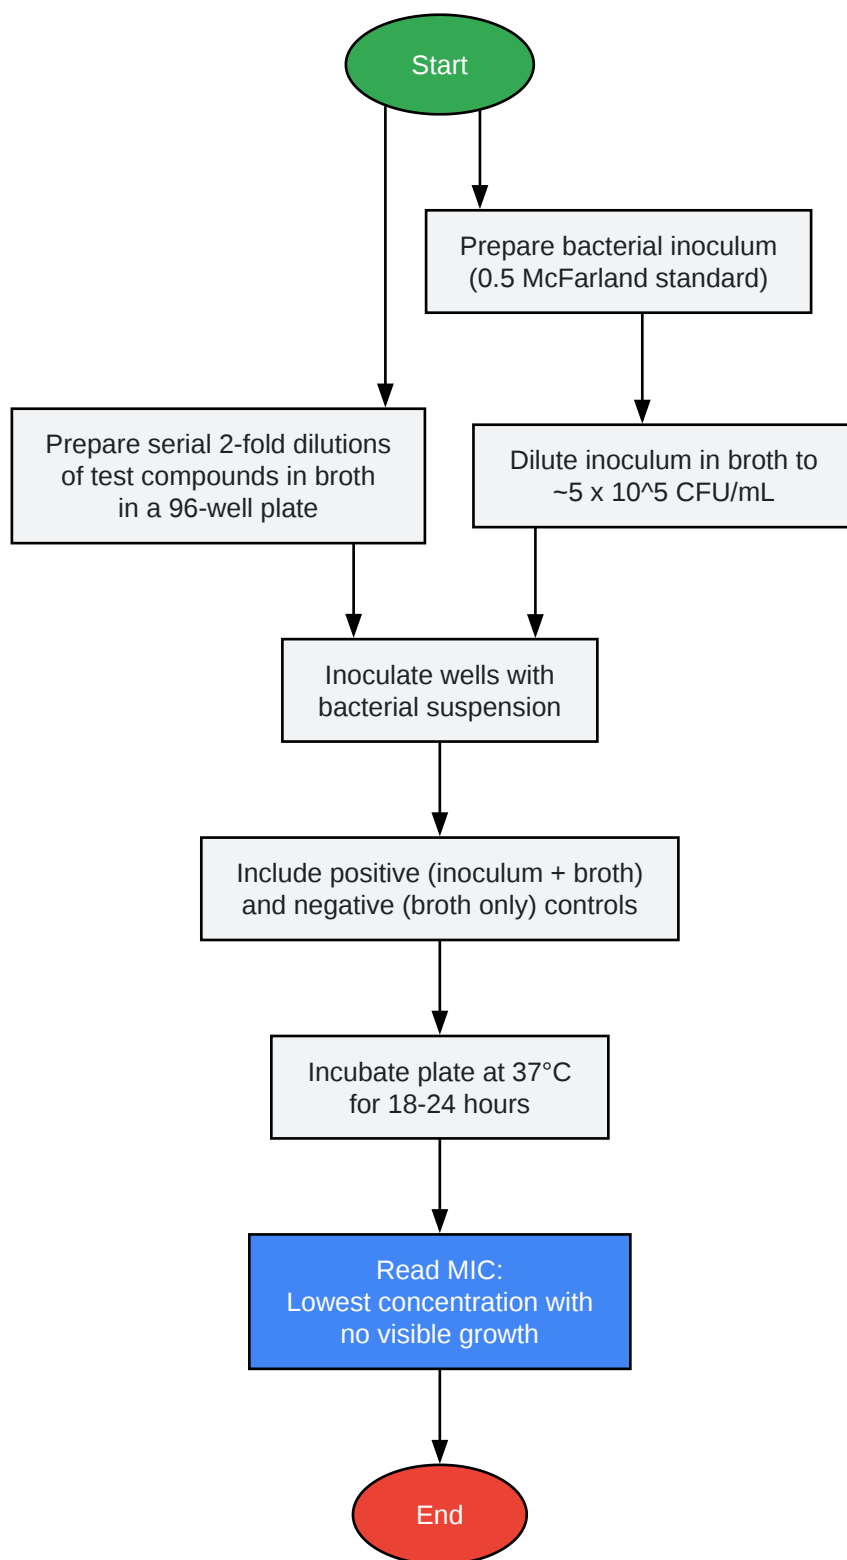 Start
Prepare bacterial inoculum
(0.5 McFarland standard)
Prepare serial 2-fold dilutions
of test compounds in broth
in a 96-well plate
Dilute inoculum in broth to
~5 x 10^5 CFU/mL
Inoculate wells with
bacterial suspension
Include positive (inoculum + broth)
and negative (broth only) controls
Incubate plate at 37°C
for 18-24 hours
Read MIC:
Lowest concentration with
no visible growth
End